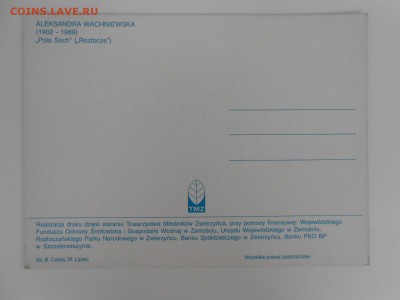 COINS.LAVE.RU
ALEKSANDRA WACHNIEWSKA
(1902 - 1989)
„Pola Soch" („Roztocze")
TMZ
Realizacja druku dzięki staraniu Towarzystwa Miłośników Zwierzyńca, przy pomocy finansowej: Wojewódzkiego
Funduszu Ochrony Środowiska i Gospodarki Wodnej w Zamościu, Urzędu Wojewódzkiego w Zamościu,
Roztoczańskiego Parku Narodowego w Zwierzyńcu, Banku Spółdzielczego w Zwierzyńcu, Banku PKO BP
w Szczebrzeszynie.
fot. B. Cabaj, W. Lipiec
Wszelkie prawa zastrzeżone